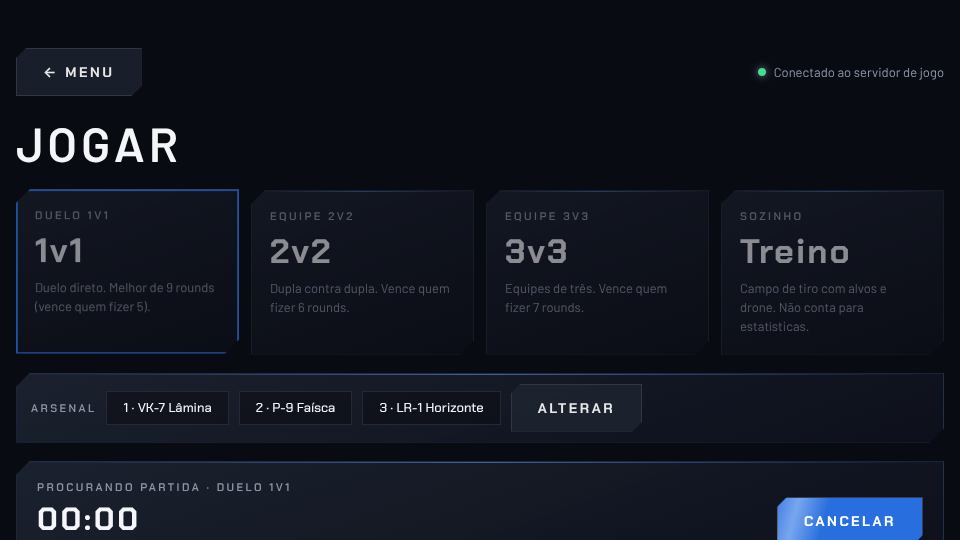 ← MENU
Conectado ao servidor de jogo
JOGAR
DUELO 1V1
1v1
Duelo direto. Melhor de 9 rounds
(vence quem fizer 5).
EQUIPE 2V2
2v2
Dupla contra dupla. Vence quem
fizer 6 rounds.
EQUIPE 3V3
3v3
Equipes de três. Vence quem
fizer 7 rounds.
SOZINHO
Treino
Campo de tiro com alvos e
drone. Não conta para
estatísticas.
ARSENAL
1 · VK-7 Lâmina
2 · P-9 Faísca
3 · LR-1 Horizonte
ALTERAR
PROCURANDO PARTIDA · DUELO 1V1
00:00
CANCELAR